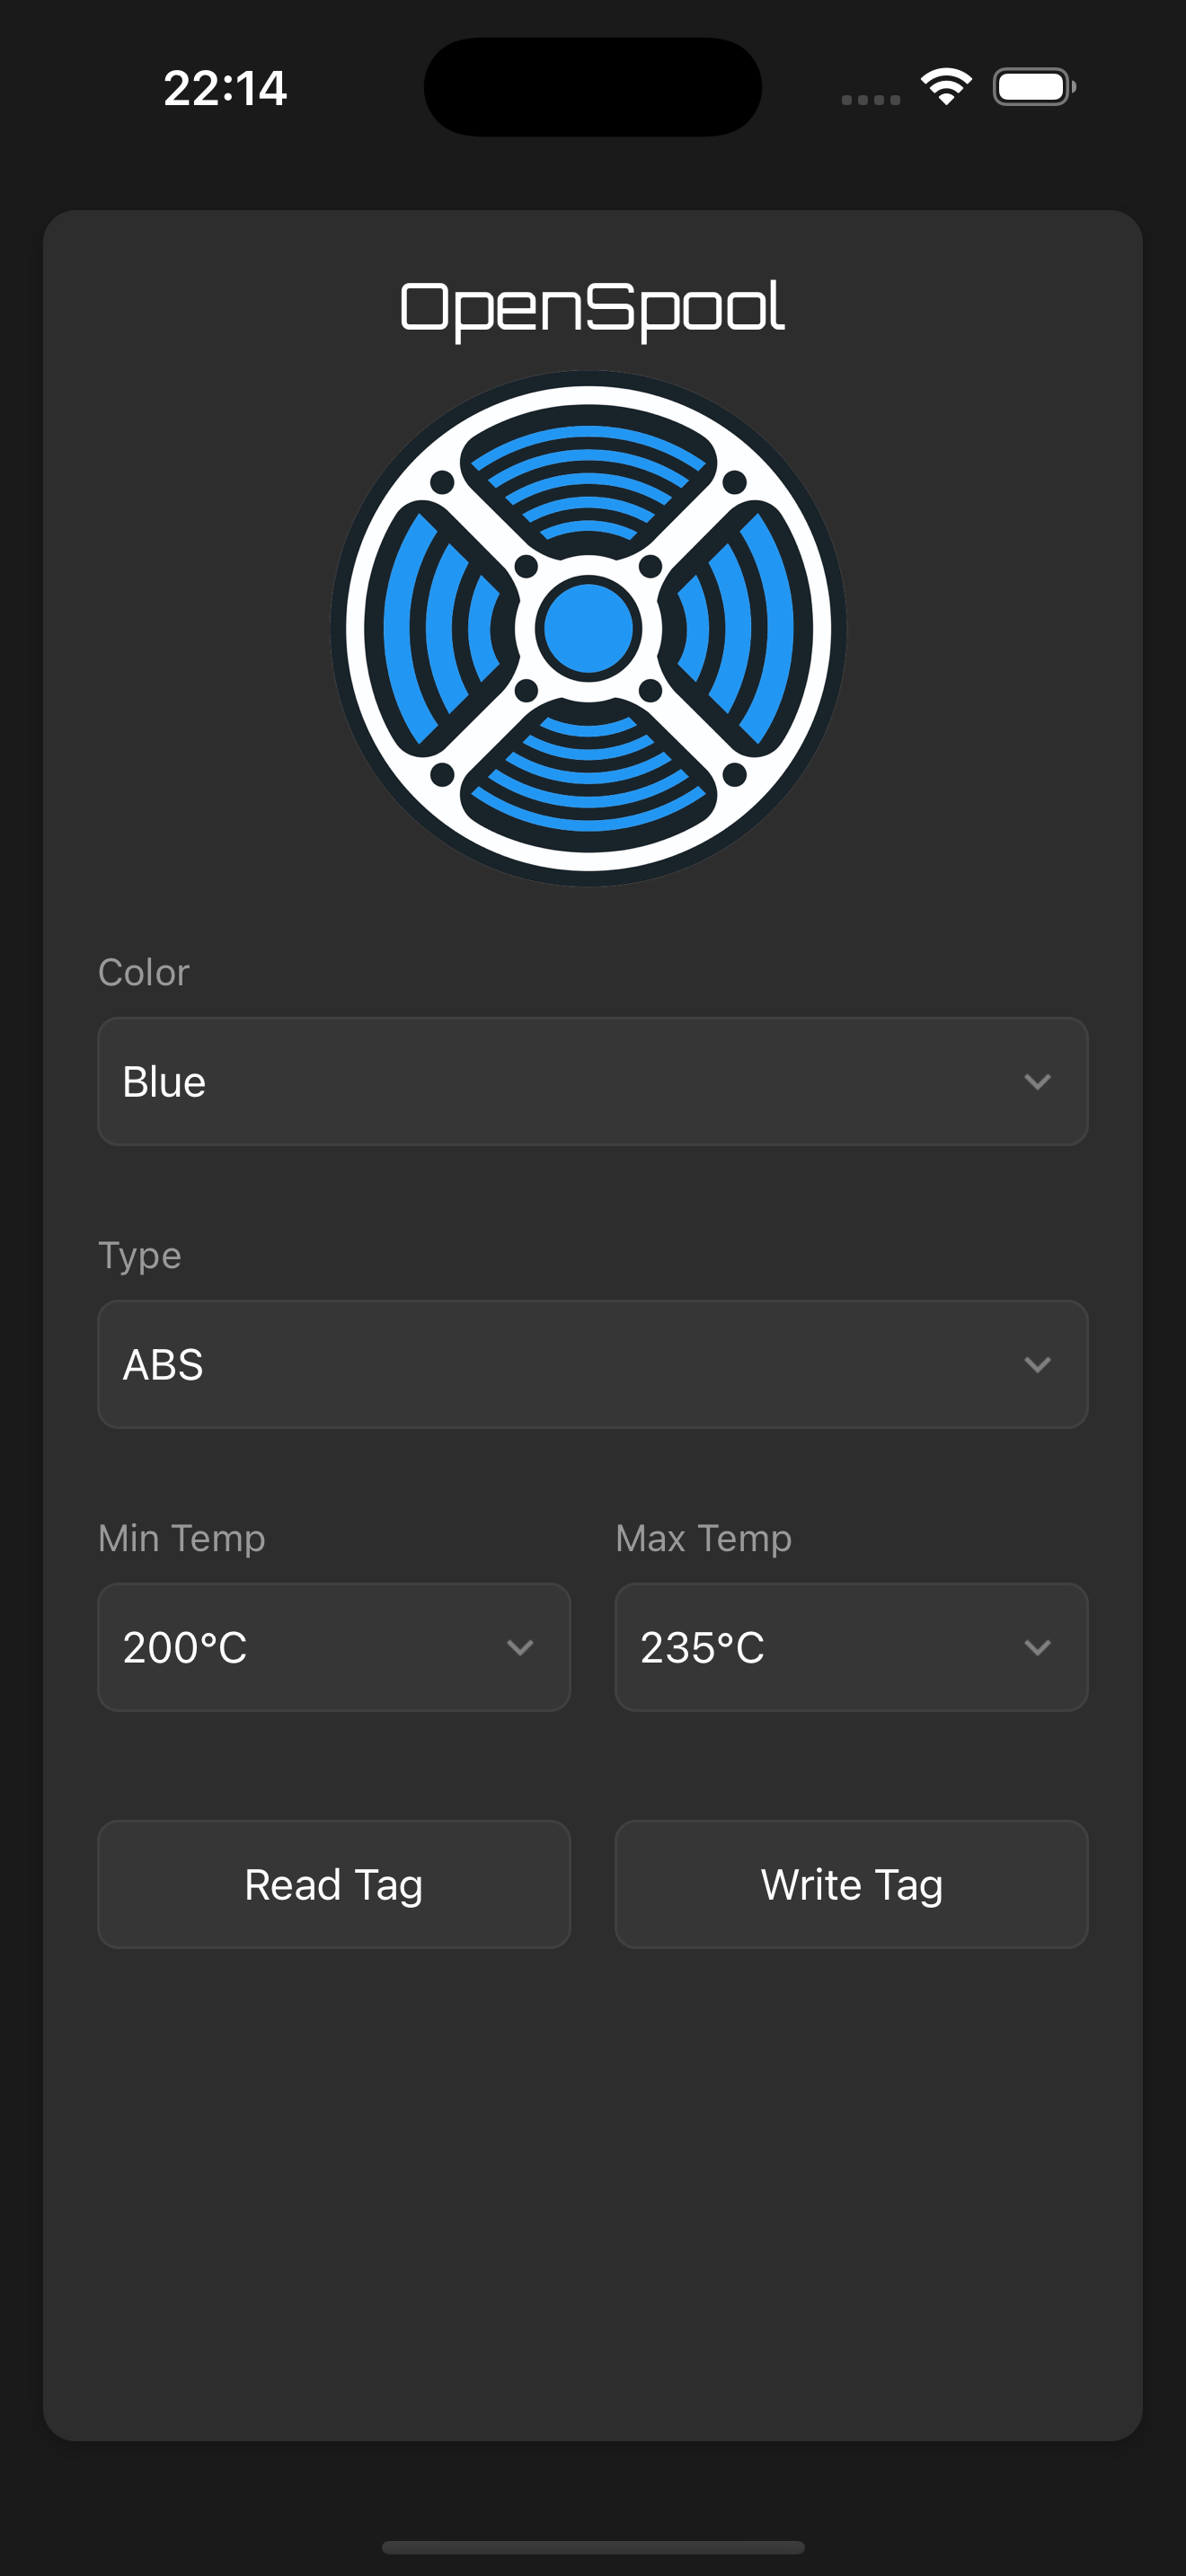 22:14
OpenSpool
Color
Blue
Type
ABS
Min Temp Max Temp
200°C 235°C
Read Tag Write Tag